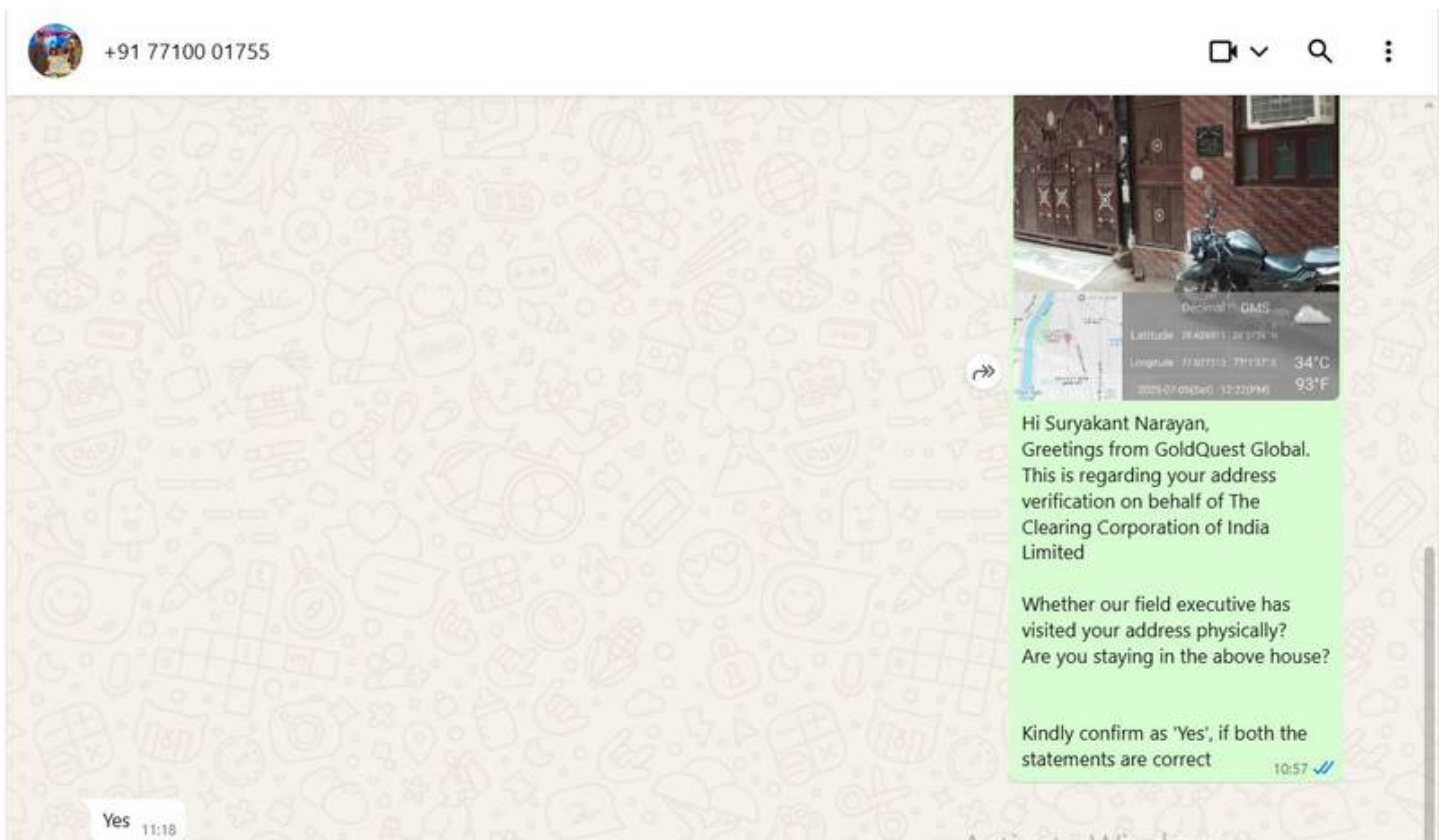 +91 77100 01755
Decimal DMS
Latitude
Longitude
34°C
93°F
Hi Suryakant Narayan,
Greetings from GoldQuest Global.
This is regarding your address
verification on behalf of The
Clearing Corporation of India
Limited
Whether our field executive has
visited your address physically?
Are you staying in the above house?
Kindly confirm as 'Yes', if both the
statements are correct
10:57
Yes 11:18